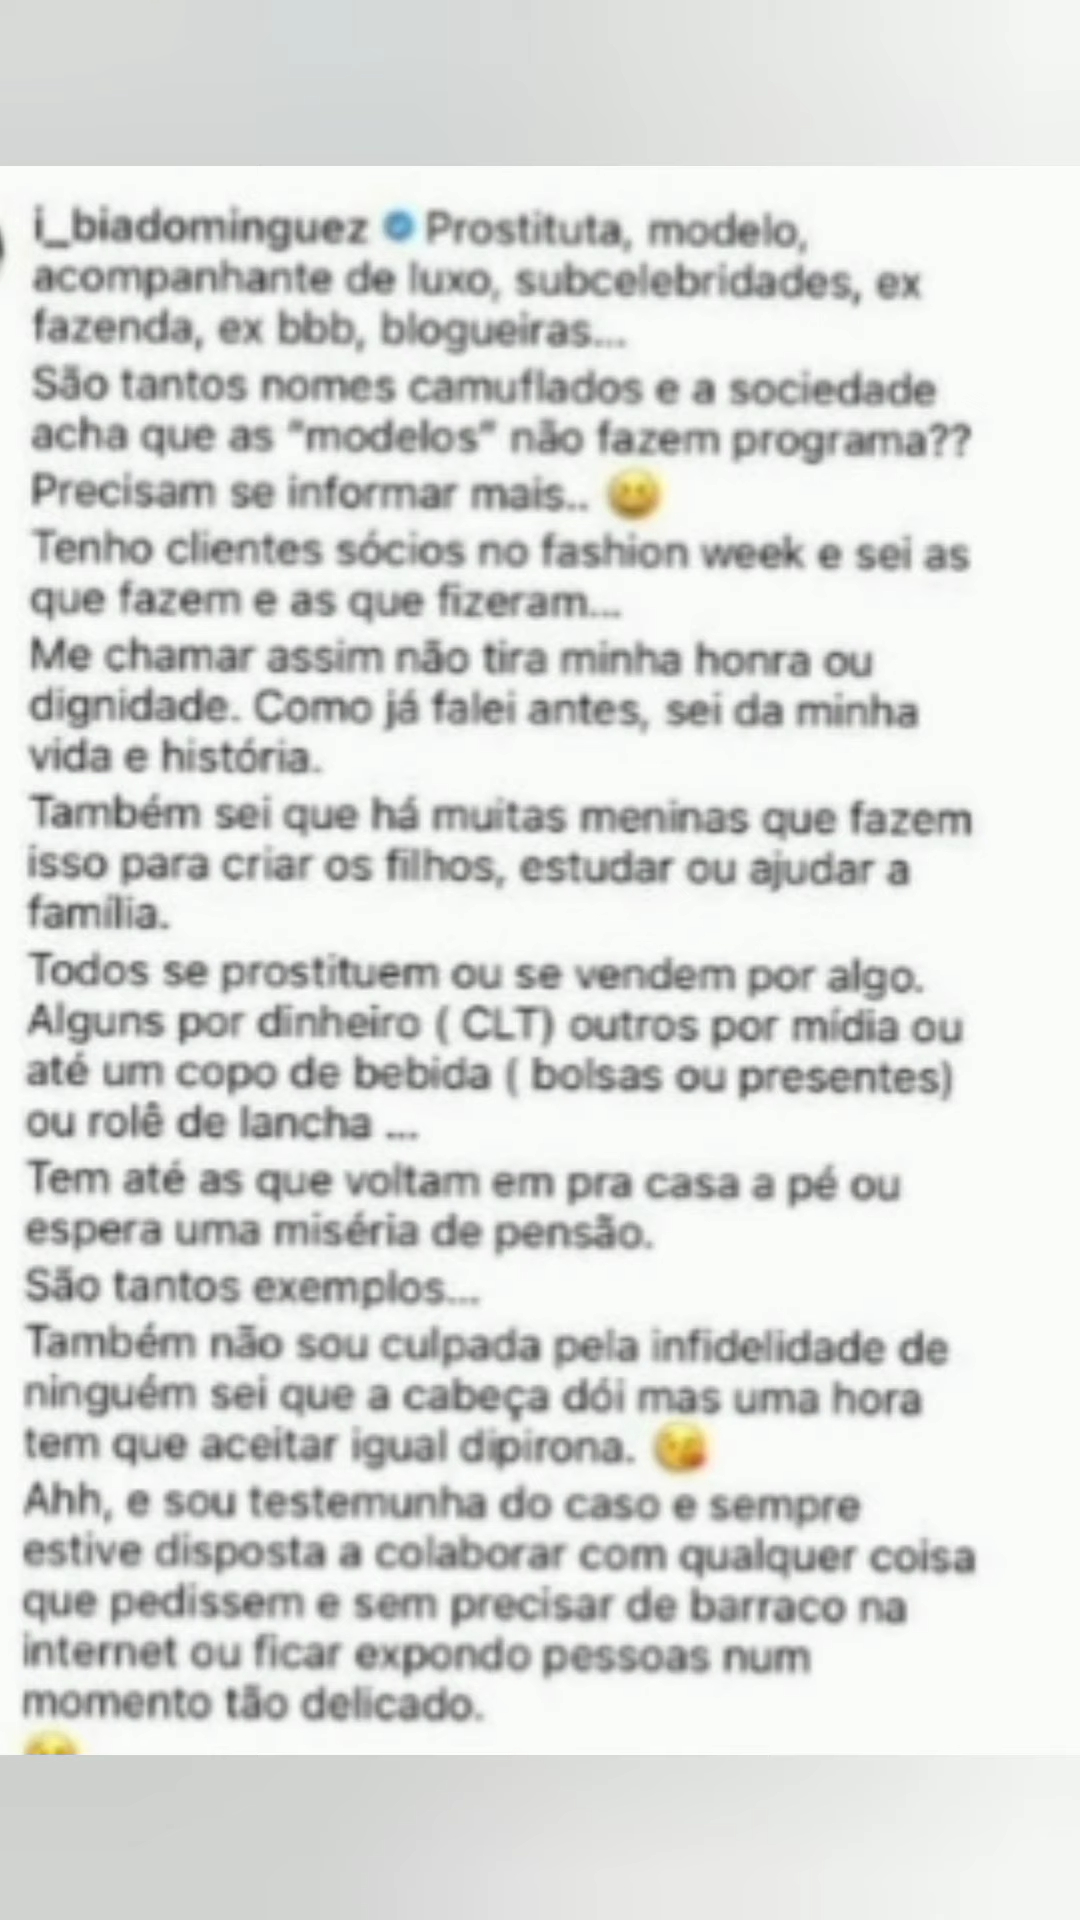 i_biadominguez Prostituta, modelo,
acompanhante de luxo, subcelebridades, ex
fazenda, ex bbb, blogueiras...
São tantos nomes camuflados e a sociedade
acha que as "modelos" não fazem programa??
Precisam se informar mais.. 😀
Tenho clientes sócios no fashion week e sei as
que fazem e as que fizeram...
Me chamar assim não tira minha honra ou
dignidade. Como já falei antes, sei da minha
vida e história.
Também sei que há muitas meninas que fazem
isso para criar os filhos, estudar ou ajudar a
família.
Todos se prostituem ou se vendem por algo.
Alguns por dinheiro ( CLT) outros por mídia ou
até um copo de bebida ( bolsas ou presentes)
ou rolê de lancha ...
Tem até as que voltam em pra casa a pé ou
espera uma miséria de pensão.
São tantos exemplos...
Também não sou culpada pela infidelidade de
ninguém sei que a cabeça dói mas uma hora
tem que aceitar igual dipirona. 😘
Ahh, e sou testemunha do caso e sempre
estive disposta a colaborar com qualquer coisa
que pedissem e sem precisar de barraco na
internet ou ficar expondo pessoas num
momento tão delicado.